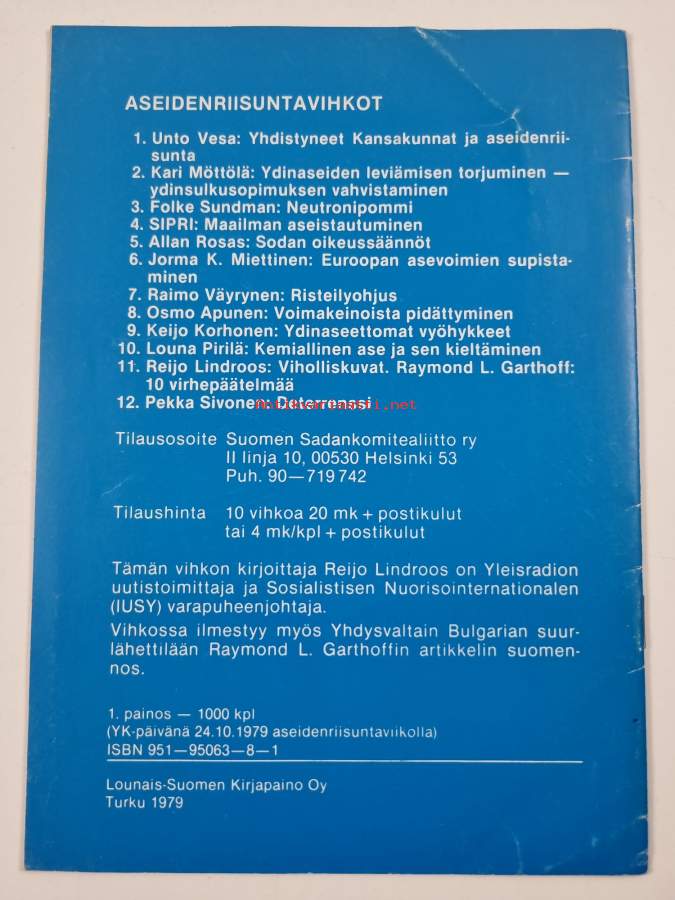 ASEIDENRIISUNTAVIHKOT
1. Unto Vesa: Yhdistyneet Kansakunnat ja aseidenrii-
sunta
2. Kari Möttölä: Ydinaseiden leviämisen torjuminen —
ydinsulkusopimuksen vahvistaminen
3. Folke Sundman: Neutronipommi
4. SIPRI: Maailman aseistautuminen
5. Allan Rosas: Sodan oikeussäännöt
6. Jorma K. Miettinen: Euroopan asevoimien supista-
minen
7. Raimo Väyrynen: Risteilyohjus
8. Osmo Apunen: Voimakeinoista pidättyminen
9. Keijo Korhonen: Ydinaseettomat vyöhykkeet
10. Louna Pirilä: Kemiallinen ase ja sen kieltäminen
11. Reijo Lindroos: Viholliskuvat. Raymond L. Garthoff:
10 virhepäätelmää
12. Pekka Sivonen: Deterrenssi
Antikvariaatti.net
Tilausosoite Suomen Sadankomitealiitto ry
II linja 10, 00530 Helsinki 53
Puh. 90—719 742
Tilaushinta 10 vihkoa 20 mk + postikulut
tai 4 mk/kpl + postikulut
Tämän vihkon kirjoittaja Reijo Lindroos on Yleisradion
uutistoimittaja ja Sosialistisen Nuorisointernationalen
(IUSY) varapuheenjohtaja.
Vihkossa ilmestyy myös Yhdysvaltain Bulgarian suur-
lähettilään Raymond L. Garthoffin artikkelin suomen-
nos.
1. painos — 1000 kpl
(YK-päivänä 24.10.1979 aseidenriisuntaviikolla)
ISBN 951—95063—8—1
Lounais-Suomen Kirjapaino Oy
Turku 1979